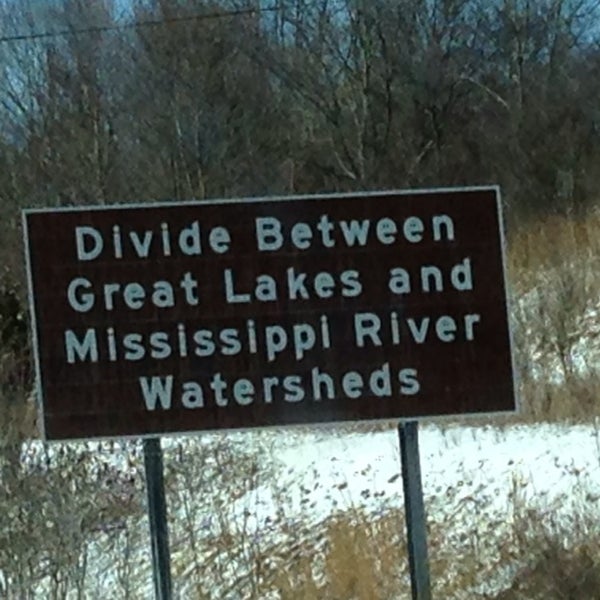 Divide Between
Great Lakes and
Mississippi River
Watersheds